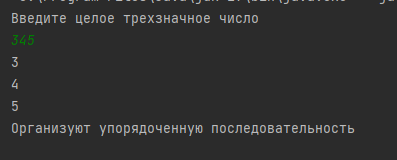 Введите целое трехзначное число
345
3
4
5
Организуют упорядоченную последовательность